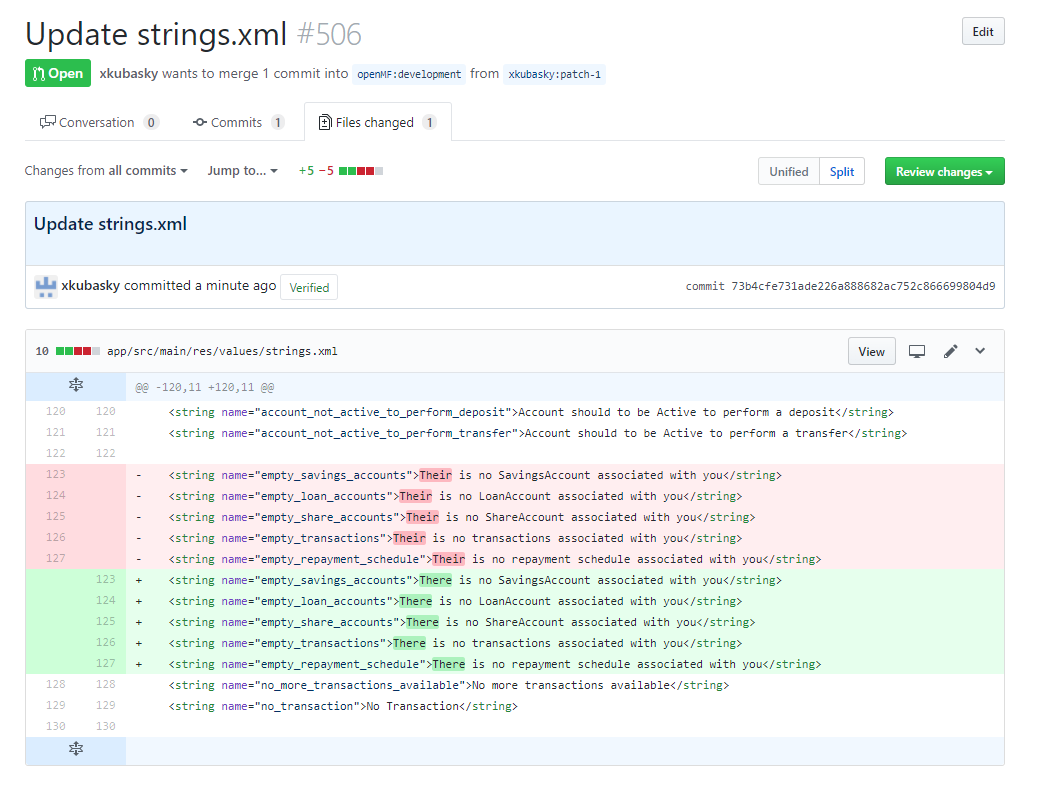 Update strings.xml #506
Edit
Open xkubasky wants to merge 1 commit into openMF:development from xkubasky:patch-1
Conversation 0 Commits 1 Files changed 1
Changes from all commits Jump to... +5 −5 Unified Split Review changes
Update strings.xml
xkubasky committed a minute ago Verified commit 73b4cfe731ade226a888682ac752c866699804d9
10 app/src/main/res/values/strings.xml View
@@ -120,11 +120,11 @@
120 120 <string name="account_not_active_to_perform_deposit">Account should to be Active to perform a deposit</string>
121 121 <string name="account_not_active_to_perform_transfer">Account should to be Active to perform a transfer</string>
122 122
123 - <string name="empty_savings_accounts">Their is no SavingsAccount associated with you</string>
124 - <string name="empty_loan_accounts">Their is no LoanAccount associated with you</string>
125 - <string name="empty_share_accounts">Their is no ShareAccount associated with you</string>
126 - <string name="empty_transactions">Their is no transactions associated with you</string>
127 - <string name="empty_repayment_schedule">Their is no repayment schedule associated with you</string>
123 + <string name="empty_savings_accounts">There is no SavingsAccount associated with you</string>
124 + <string name="empty_loan_accounts">There is no LoanAccount associated with you</string>
125 + <string name="empty_share_accounts">There is no ShareAccount associated with you</string>
126 + <string name="empty_transactions">There is no transactions associated with you</string>
127 + <string name="empty_repayment_schedule">There is no repayment schedule associated with you</string>
128 128 <string name="no_more_transactions_available">No more transactions available</string>
129 129 <string name="no_transaction">No Transaction</string>
130 130